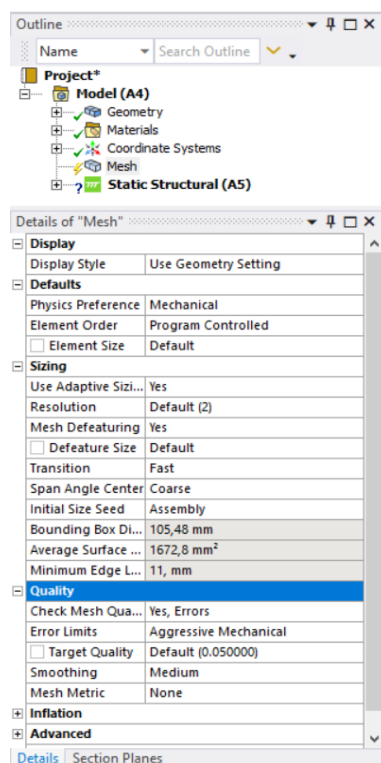 Outline
Name Search Outline
Project*
Model (A4)
Geometry
Materials
Coordinate Systems
Mesh
Static Structural (A5)
Details of "Mesh"
Display
Display Style Use Geometry Setting
Defaults
Physics Preference Mechanical
Element Order Program Controlled
Element Size Default
Sizing
Use Adaptive Sizi... Yes
Resolution Default (2)
Mesh Defeaturing Yes
Defeature Size Default
Transition Fast
Span Angle Center Coarse
Initial Size Seed Assembly
Bounding Box Di... 105,48 mm
Average Surface ... 1672,8 mm²
Minimum Edge L... 11, mm
Quality
Check Mesh Qua... Yes, Errors
Error Limits Aggressive Mechanical
Target Quality Default (0.050000)
Smoothing Medium
Mesh Metric None
Inflation
Advanced
Details Section Planes